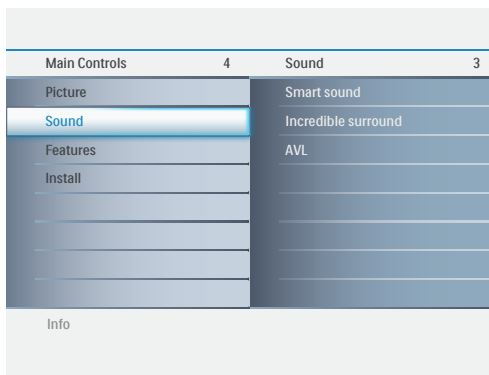 Main Controls 4
Picture
Sound
Features
Install
Sound 3
Smart sound
Incredible surround
AVL
Info